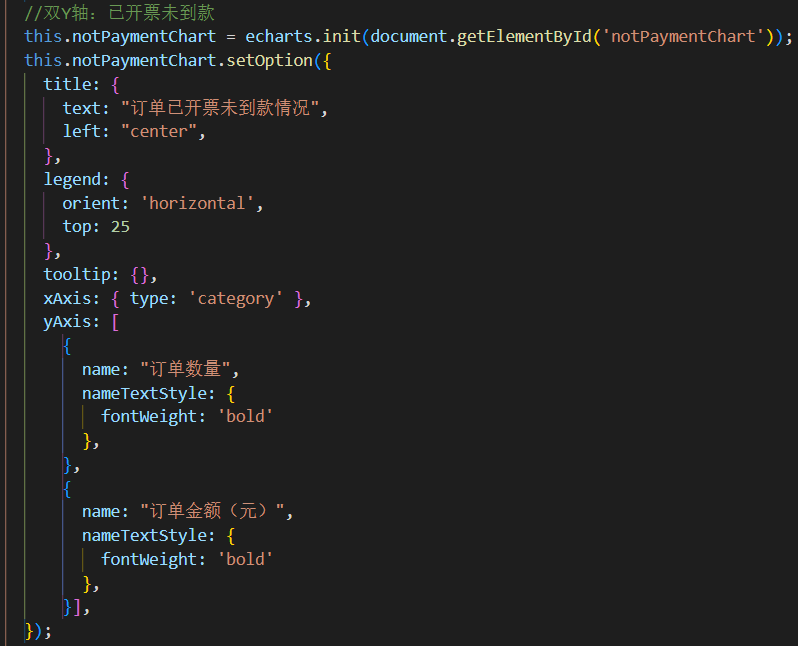 //双Y轴：已开票未到款
this.notPaymentChart = echarts.init(document.getElementById('notPaymentChart'));
this.notPaymentChart.setOption({
  title: {
    text: "订单已开票未到款情况",
    left: "center",
  },
  legend: {
    orient: 'horizontal',
    top: 25
  },
  tooltip: {},
  xAxis: { type: 'category' },
  yAxis: [
    {
      name: "订单数量",
      nameTextStyle: {
        fontWeight: 'bold'
      },
    },
    {
      name: "订单金额（元）",
      nameTextStyle: {
        fontWeight: 'bold'
      },
    }],
});